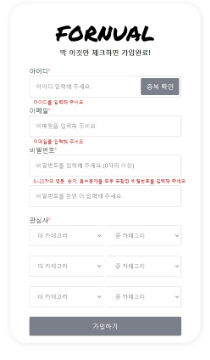 FORNUAL
딱 이것만 체크하면 가입완료!
아이디*
아이디 입력해 주세요.
중복 확인
아이디를 입력해 주세요
이메일*
이메일을 입력해 주세요
이메일을 입력해 주세요
비밀번호*
비밀번호를 입력해 주세요.(8자리 이상)
8~20자의 영문, 숫자, 특수문자를 모두 포함한 비밀번호를 입력해 주세요
비밀번호를 한번 더 입력해 주세요.
관심사*
대 카테고리
중 카테고리
대 카테고리
중 카테고리
대 카테고리
중 카테고리
가입하기